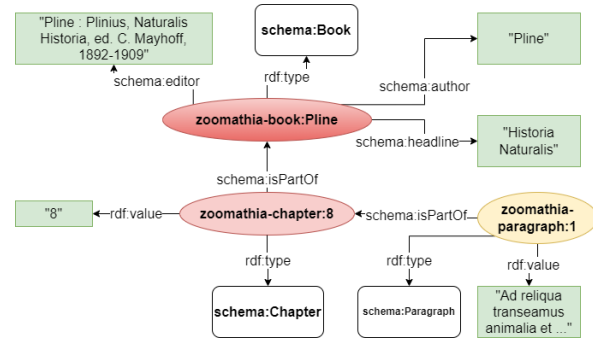 "Pline : Plinius, Naturalis
Historia, ed. C. Mayhoff,
1892-1909"
schema:Book
"Pline"
schema:editor
rdf:type
schema:author
zoomathia-book:Pline
schema:headline
"Historia
Naturalis"
schema:isPartOf
"8"
rdf:value
zoomathia-chapter:8
schema:isPartOf
zoomathia-
paragraph:1
rdf:type
rdf:type
rdf:value
schema:Chapter
schema:Paragraph
"Ad reliqua
transeamus
animalia et ..."